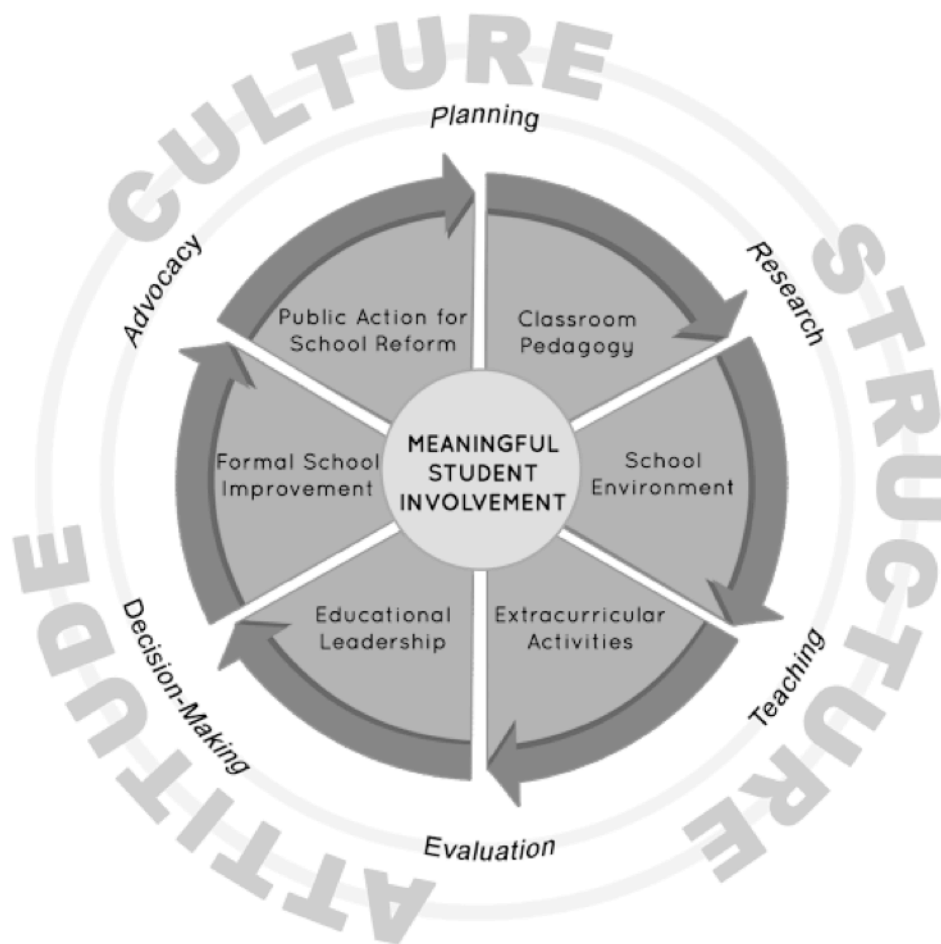 CULTURE
Planning
Advocacy
Research
STRUCTURE
Public Action for
School Reform
Classroom
Pedagogy
MEANINGFUL
STUDENT
INVOLVEMENT
Formal School
Improvement
School
Environment
Educational
Leadership
Extracurricular
Activities
ATTITUDE
Decision-Making
Teaching
Evaluation